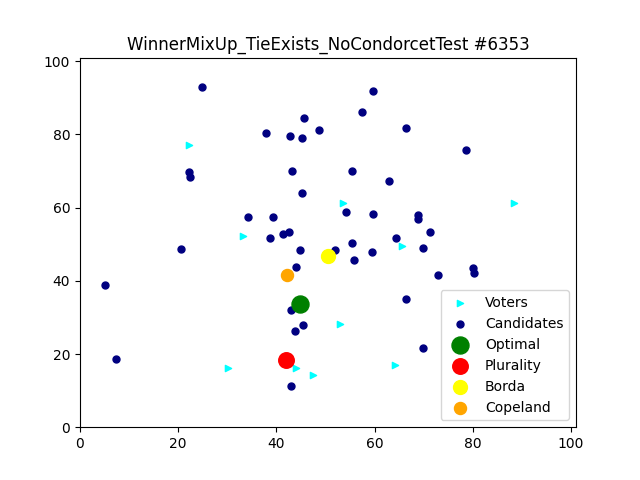 WinnerMixUp_TieExists_NoCondorcetTest #6353
100
80
60
40
20
0
0 20 40 60 80 100
Voters
Candidates
Optimal
Plurality
Borda
Copeland